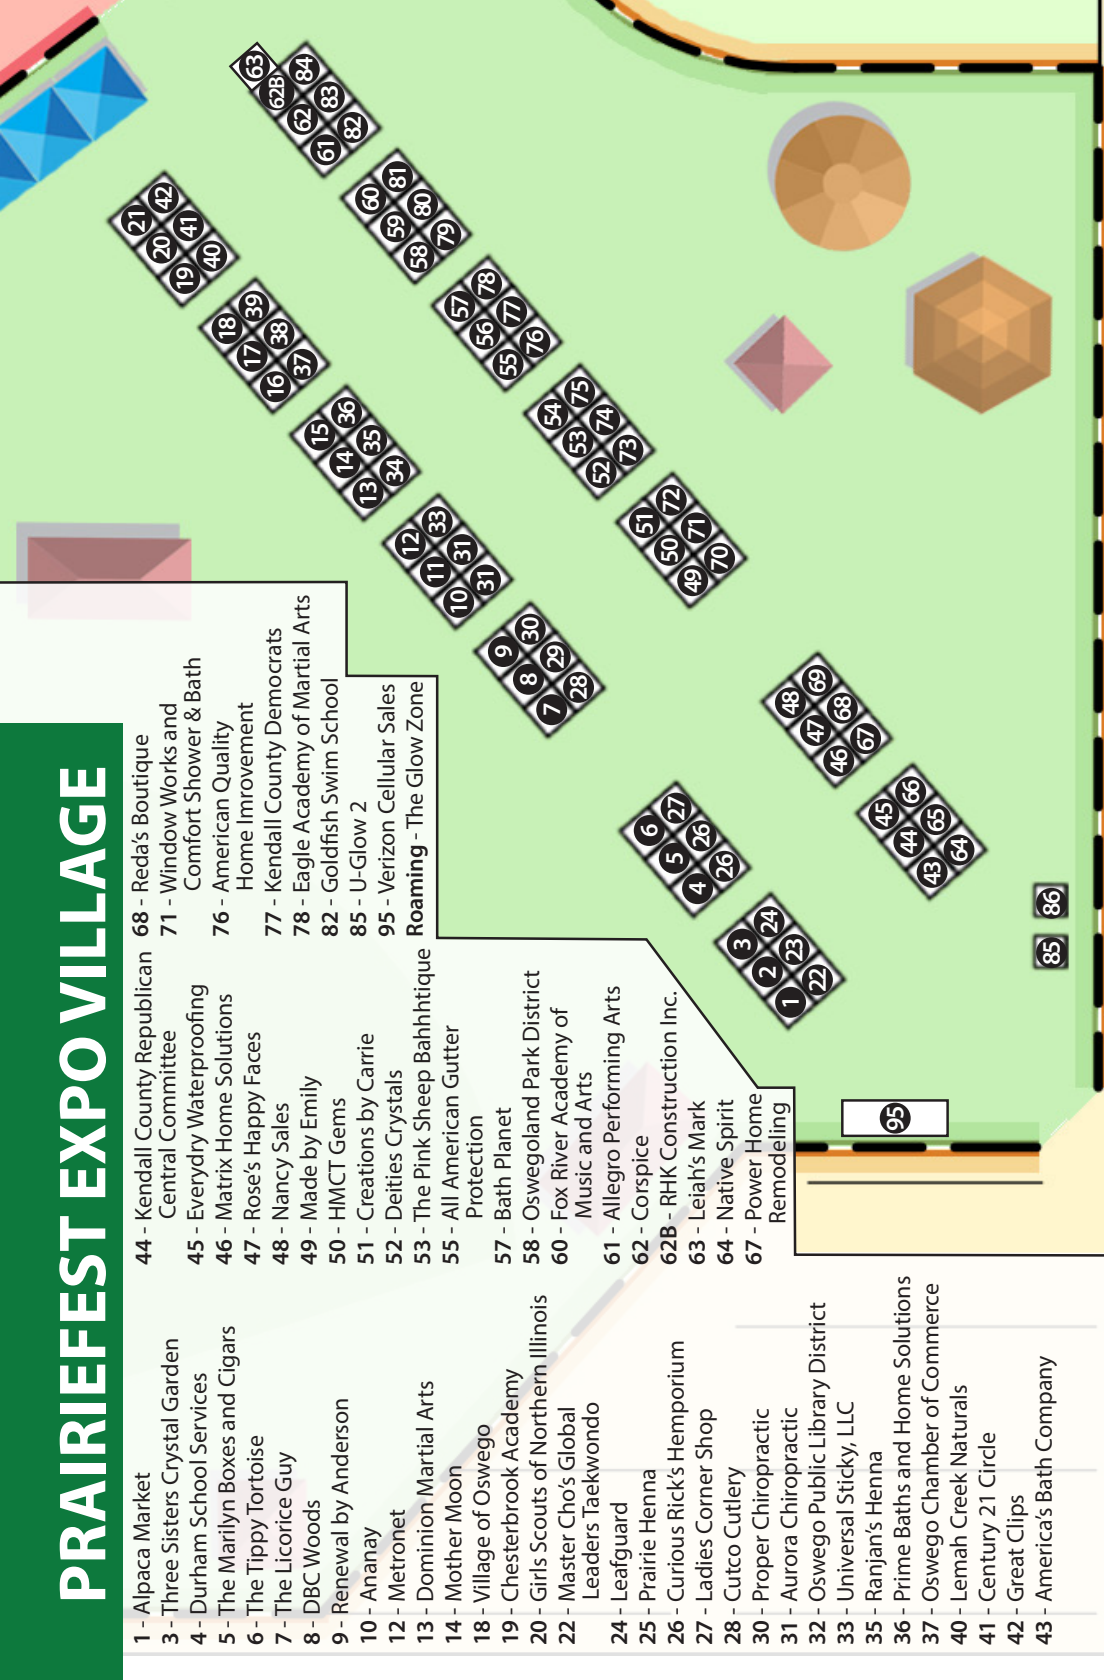 PRAIRIEFEST EXPO VILLAGE
1 - Alpaca Market
3 - Three Sisters Crystal Garden
4 - Durham School Services
5 - The Marilyn Boxes and Cigars
6 - The Tippy Tortoise
7 - The Licorice Guy
8 - DBC Woods
9 - Renewal by Anderson
10 - Ananay
12 - Metronet
13 - Dominion Martial Arts
14 - Mother Moon
18 - Village of Oswego
19 - Chesterbrook Academy
20 - Girls Scouts of Northern Illinois
22 - Master Cho's Global
Leaders Taekwondo
24 - Leafguard
25 - Prairie Henna
26 - Curious Rick's Hemporium
27 - Ladies Corner Shop
28 - Cutco Cutlery
30 - Proper Chiropractic
31 - Aurora Chiropractic
32 - Oswego Public Library District
33 - Universal Sticky, LLC
35 - Ranjan's Henna
36 - Prime Baths and Home Solutions
37 - Oswego Chamber of Commerce
40 - Lemah Creek Naturals
41 - Century 21 Circle
42 - Great Clips
43 - America's Bath Company
44 - Kendall County Republican
Central Committee
45 - Everydry Waterproofing
46 - Matrix Home Solutions
47 - Rose's Happy Faces
48 - Nancy Sales
49 - Made by Emily
50 - HMCT Gems
51 - Creations by Carrie
52 - Deities Crystals
53 - The Pink Sheep Bahhhtique
55 - All American Gutter
Protection
57 - Bath Planet
58 - Oswegoland Park District
60 - Fox River Academy of
Music and Arts
61 - Allegro Performing Arts
62 - Corspice
62B - RHK Construction Inc.
63 - Leiah's Mark
64 - Native Spirit
67 - Power Home
Remodeling
68 - Reda's Boutique
71 - Window Works and
Comfort Shower & Bath
76 - American Quality
Home Imrovement
77 - Kendall County Democrats
78 - Eagle Academy of Martial Arts
82 - Goldfish Swim School
85 - U-Glow 2
95 - Verizon Cellular Sales
Roaming - The Glow Zone
95
1 2 3
22 23 24
4 5 6
26 26 27
7 8 9
28 29 30
10 11 12
31 31 33
13 14 15
34 35 36
16 17 18
37 38 39
19 20 21
40 41 42
85 86
43 44 45
64 65 66
46 47 48
67 68 69
49 50 51
70 71 72
52 53 54
73 74 75
55 56 57
76 77 78
58 59 60
79 80 81
61 62 62B 63
82 83 84